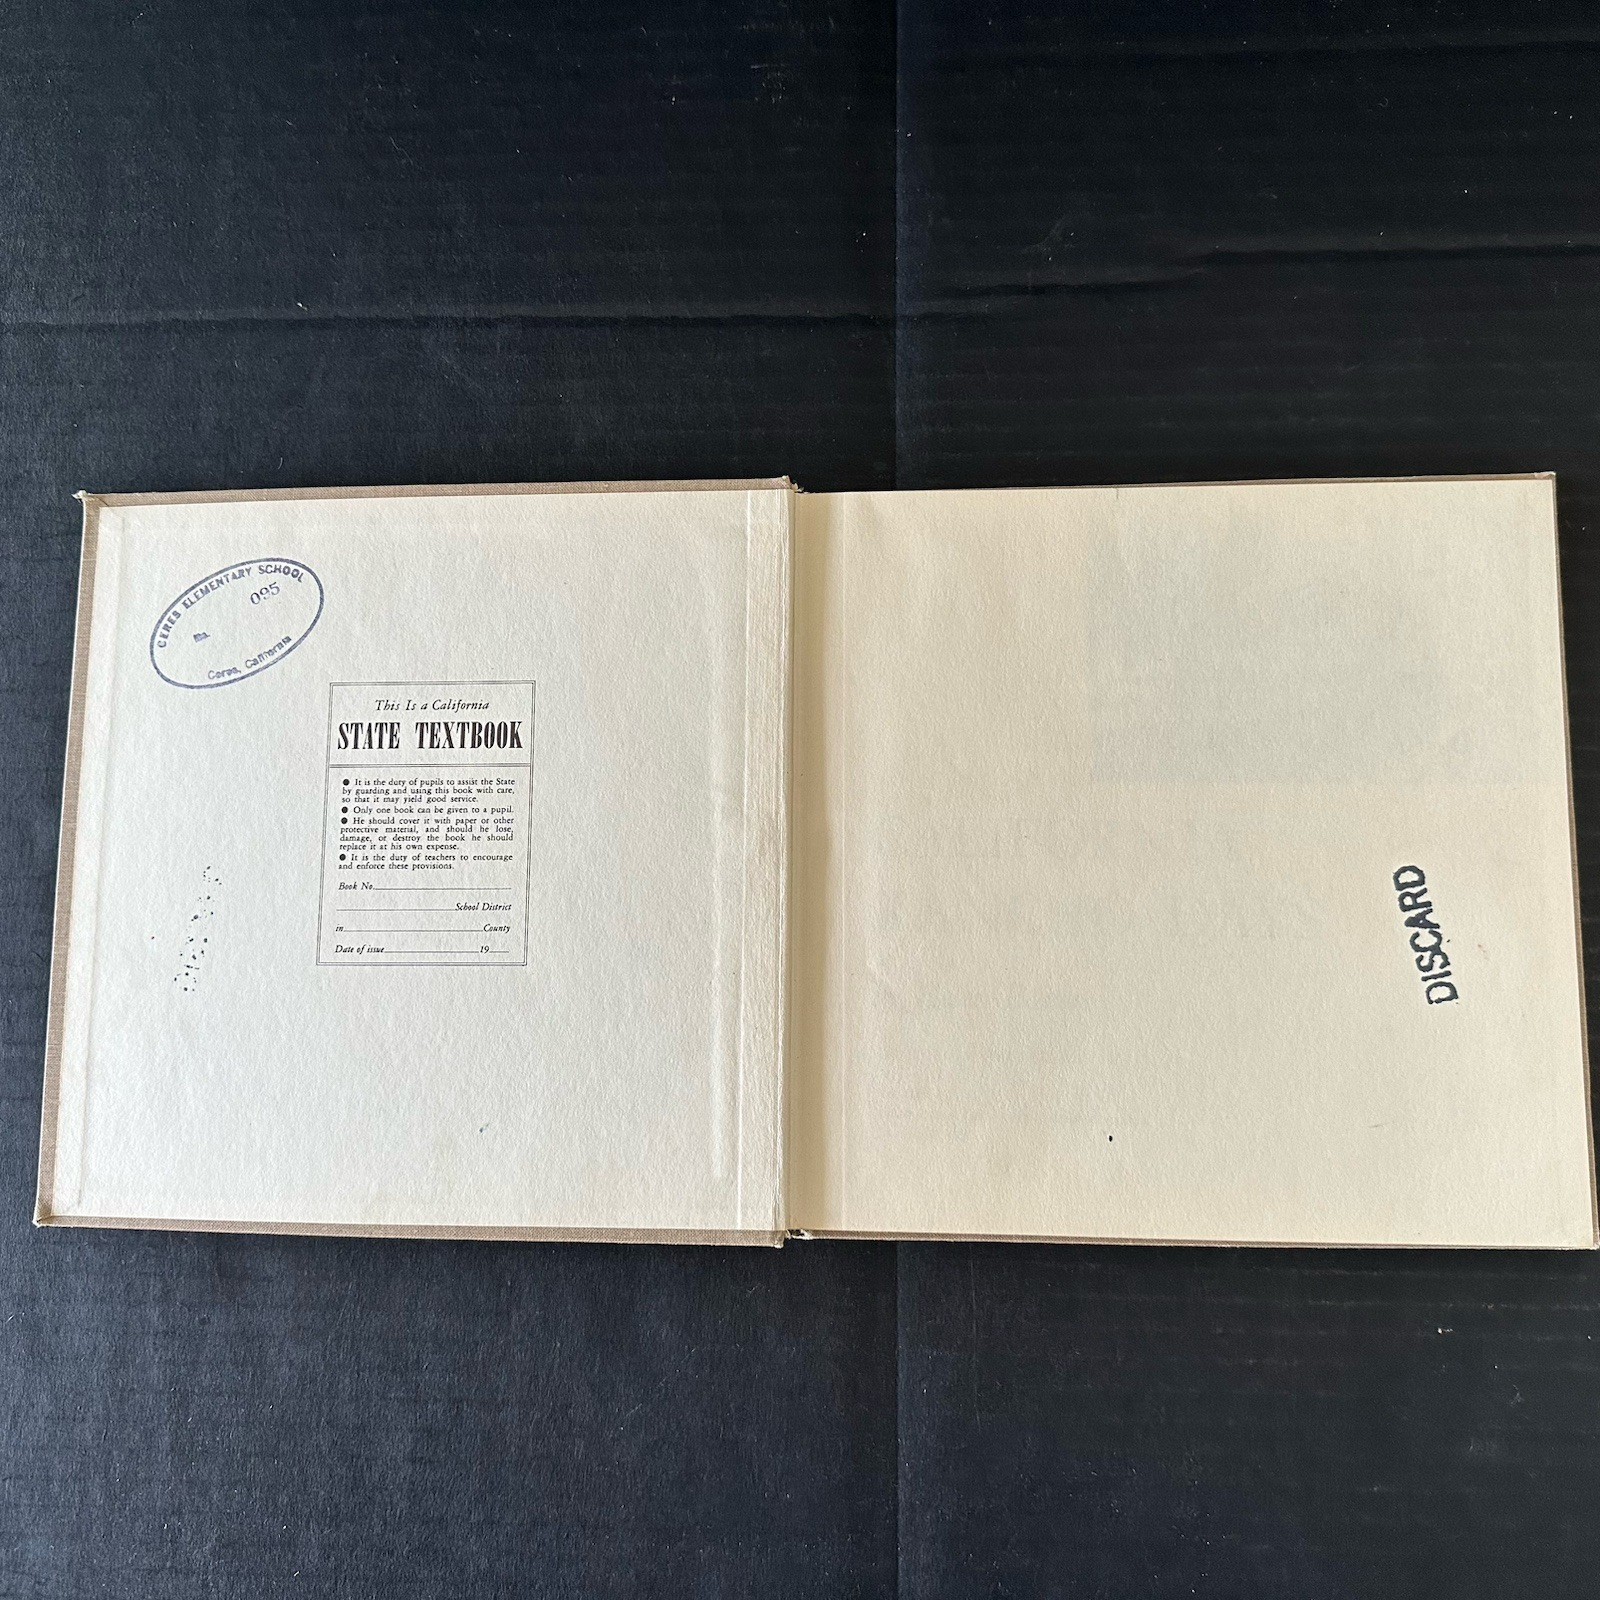 CERES ELEMENTARY SCHOOL
No. 095
Ceres, California
This Is a California
STATE TEXTBOOK
● It is the duty of pupils to assist the State
by guarding and using this book with care,
so that it may yield good service.
● Only one book can be given to a pupil.
● He should cover it with paper or other
protective material, and should he lose,
damage, or destroy the book he should
replace it at his own expense.
● It is the duty of teachers to encourage
and enforce these provisions.
Book No.
School District
in County
Date of issue 19
DISCARD